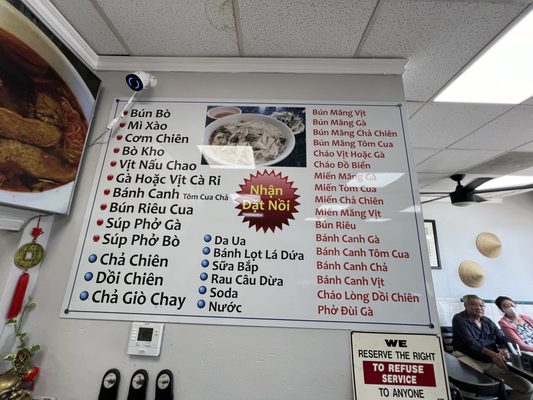 Bún Bò
Mì Xào
Cơm Chiên
Bò Kho
Vịt Nấu Chao
Gà Hoặc Vịt Cà Ri
Bánh Canh Tôm Cua Chả
Bún Riêu Cua
Súp Phở Gà
Súp Phở Bò
Chả Chiên
Dồi Chiên
Chả Giò Chay
Nhận
Đặt Nồi
Da Ua
Bánh Lọt Lá Dứa
Sữa Bắp
Rau Câu Dừa
Soda
Nước
Bún Măng Vịt
Bún Măng Gà
Bún Măng Chả Chiên
Bún Măng Tôm Cua
Cháo Vịt Hoặc Gà
Cháo Đồ Biển
Miến Măng Gà
Miến Tôm Cua
Miến Chả Chiên
Miến Măng Vịt
Bún Riêu
Bánh Canh Gà
Bánh Canh Tôm Cua
Bánh Canh Chả
Bánh Canh Vịt
Cháo Lòng Dồi Chiên
Phở Đùi Gà
WE
RESERVE THE RIGHT
TO REFUSE
SERVICE
TO ANYONE